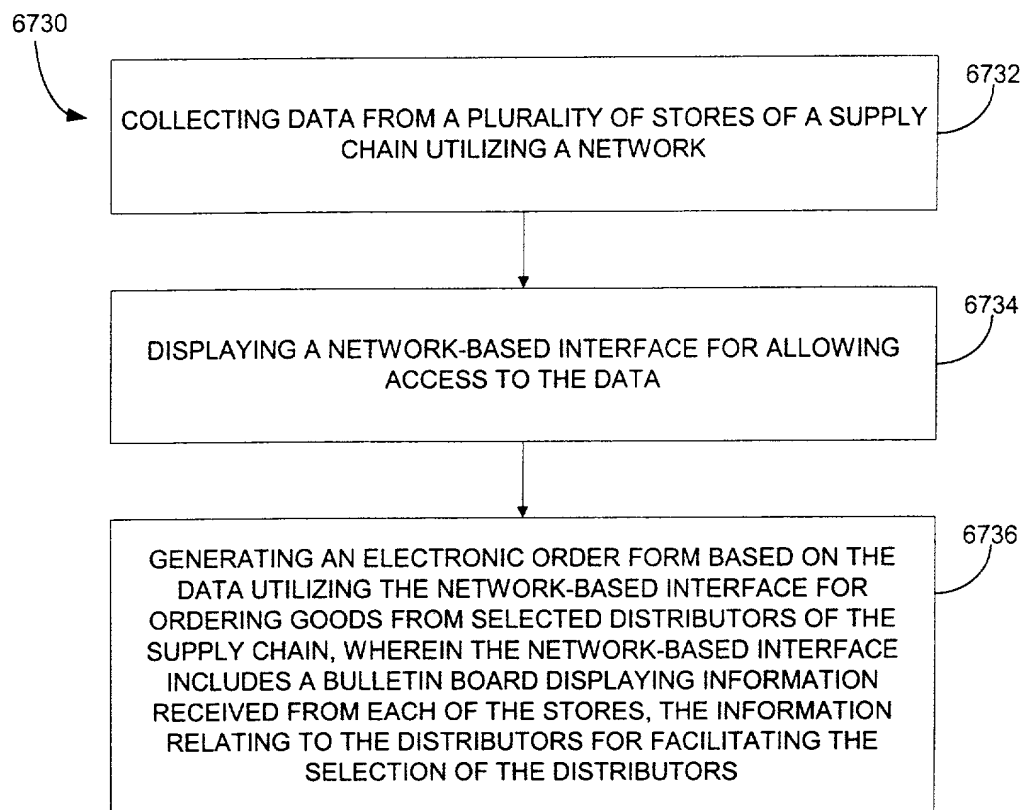 6730
6732
COLLECTING DATA FROM A PLURALITY OF STORES OF A SUPPLY
CHAIN UTILIZING A NETWORK
6734
DISPLAYING A NETWORK-BASED INTERFACE FOR ALLOWING
ACCESS TO THE DATA
6736
GENERATING AN ELECTRONIC ORDER FORM BASED ON THE
DATA UTILIZING THE NETWORK-BASED INTERFACE FOR
ORDERING GOODS FROM SELECTED DISTRIBUTORS OF THE
SUPPLY CHAIN, WHEREIN THE NETWORK-BASED INTERFACE
INCLUDES A BULLETIN BOARD DISPLAYING INFORMATION
RECEIVED FROM EACH OF THE STORES, THE INFORMATION
RELATING TO THE DISTRIBUTORS FOR FACILITATING THE
SELECTION OF THE DISTRIBUTORS